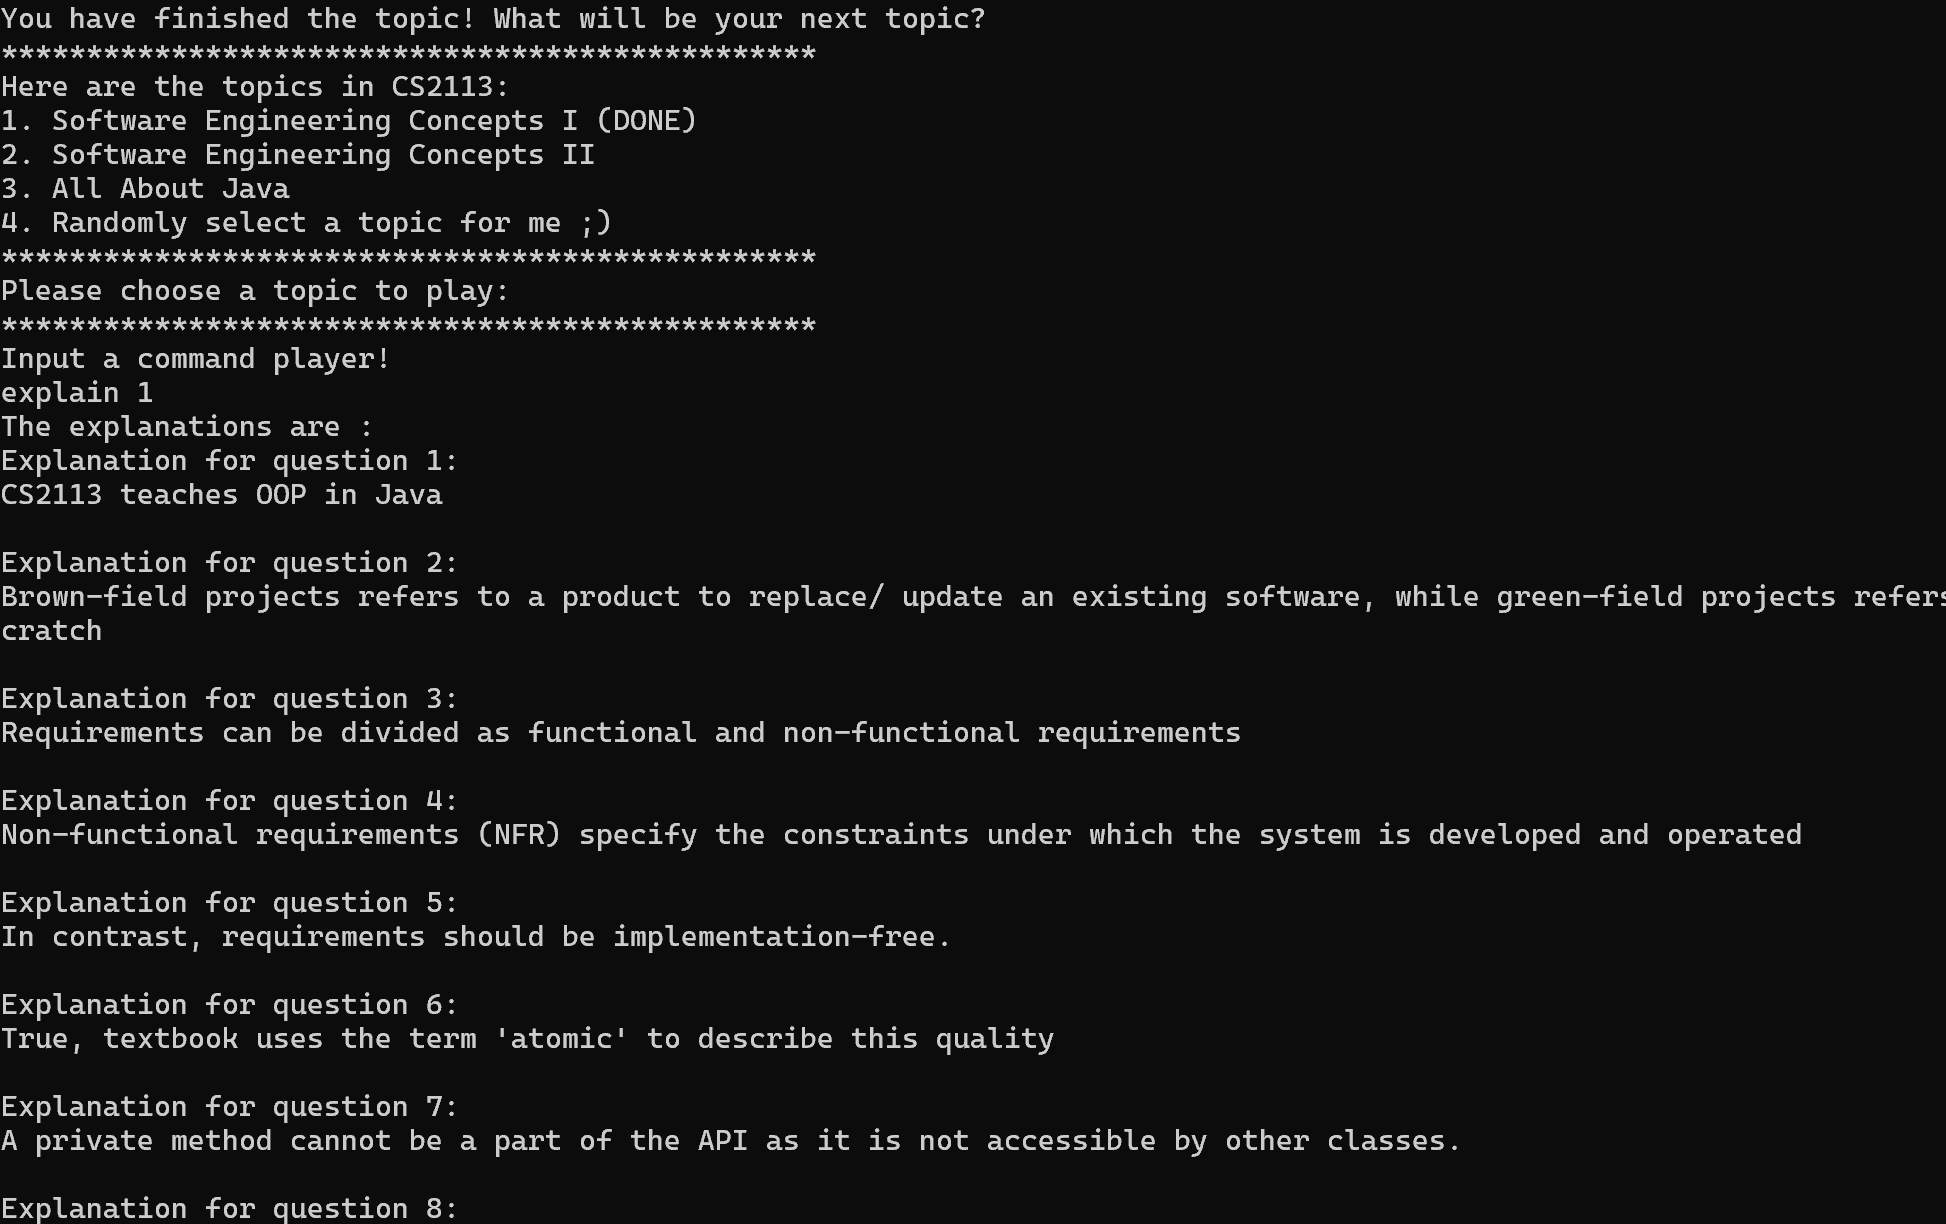 You have finished the topic! What will be your next topic?
************************************************
Here are the topics in CS2113:
1. Software Engineering Concepts I (DONE)
2. Software Engineering Concepts II
3. All About Java
4. Randomly select a topic for me ;)
************************************************
Please choose a topic to play:
************************************************
Input a command player!
explain 1
The explanations are :
Explanation for question 1:
CS2113 teaches OOP in Java
Explanation for question 2:
Brown-field projects refers to a product to replace/ update an existing software, while green-field projects refers
cratch
Explanation for question 3:
Requirements can be divided as functional and non-functional requirements
Explanation for question 4:
Non-functional requirements (NFR) specify the constraints under which the system is developed and operated
Explanation for question 5:
In contrast, requirements should be implementation-free.
Explanation for question 6:
True, textbook uses the term 'atomic' to describe this quality
Explanation for question 7:
A private method cannot be a part of the API as it is not accessible by other classes.
Explanation for question 8: